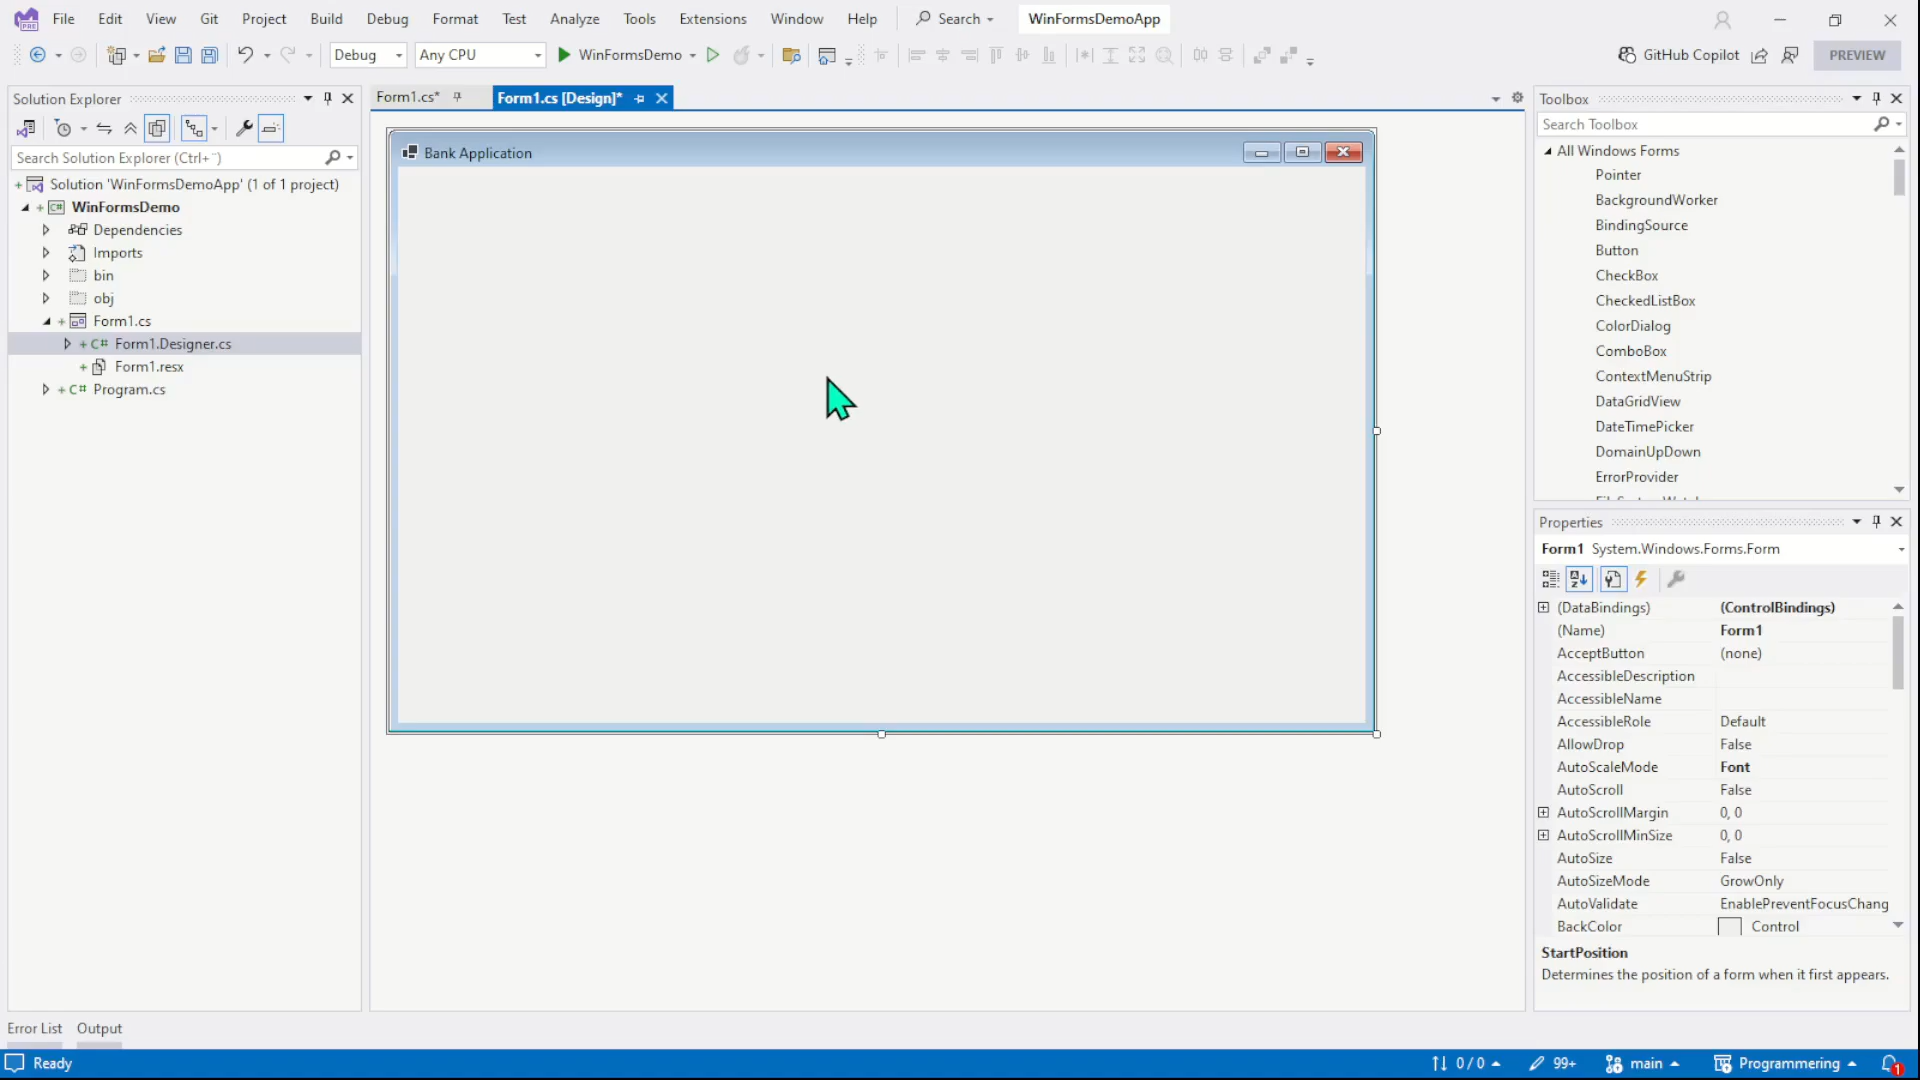 File Edit View Git Project Build Debug Format Test Analyze Tools Extensions Window Help Search WinFormsDemoApp
Debug Any CPU WinFormsDemo GitHub Copilot PREVIEW
Solution Explorer
Search Solution Explorer (Ctrl+¨)
Solution 'WinFormsDemoApp' (1 of 1 project)
WinFormsDemo
Dependencies
Imports
bin
obj
Form1.cs
C# Form1.Designer.cs
Form1.resx
C# Program.cs
Form1.cs* Form1.cs [Design]*
Bank Application
Toolbox
Search Toolbox
All Windows Forms
Pointer
BackgroundWorker
BindingSource
Button
CheckBox
CheckedListBox
ColorDialog
ComboBox
ContextMenuStrip
DataGridView
DateTimePicker
DomainUpDown
ErrorProvider
Properties
Form1 System.Windows.Forms.Form
(DataBindings) (ControlBindings)
(Name) Form1
AcceptButton (none)
AccessibleDescription
AccessibleName
AccessibleRole Default
AllowDrop False
AutoScaleMode Font
AutoScroll False
AutoScrollMargin 0, 0
AutoScrollMinSize 0, 0
AutoSize False
AutoSizeMode GrowOnly
AutoValidate EnablePreventFocusChang
BackColor Control
StartPosition
Determines the position of a form when it first appears.
Error List Output
Ready 0 / 0 99+ main Programmering 1